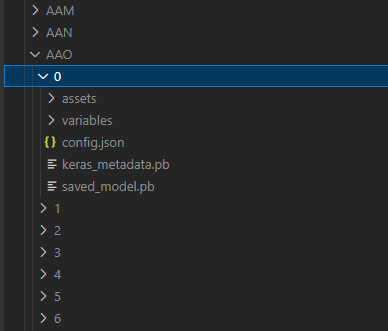 AAM
AAN
AAO
0
assets
variables
{} config.json
keras_metadata.pb
saved_model.pb
1
2
3
4
5
6